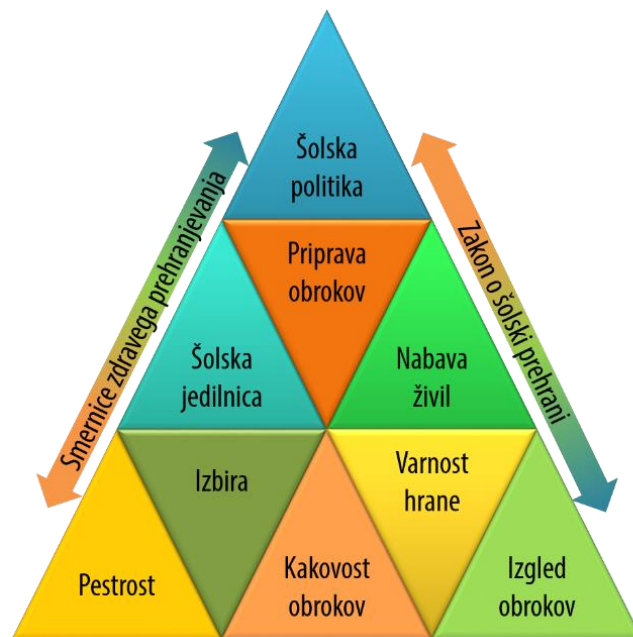 Šolska
politika
Smernice zdravega prehranjevanja
Zakon o šolski prehrani
Priprava
obrokov
Šolska
jedilnica
Nabava
živil
Izbira
Varnost
hrane
Pestrost
Kakovost
obrokov
Izgled
obrokov